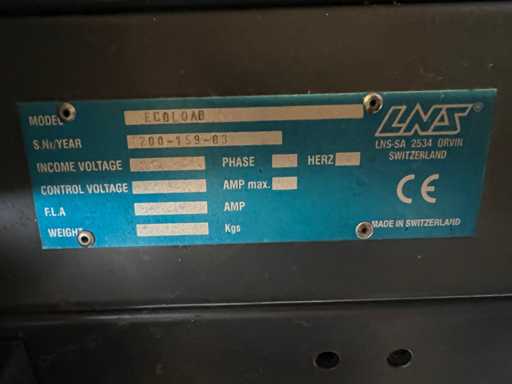 MODEL ECOLOAD
S.Nr/YEAR 200-159-03
INCOME VOLTAGE PHASE HERZ
CONTROL VOLTAGE AMP max.
F.L.A AMP
WEIGHT Kgs
LNS®
LNS-SA 2534 ORVIN
SWITZERLAND
CE
MADE IN SWITZERLAND